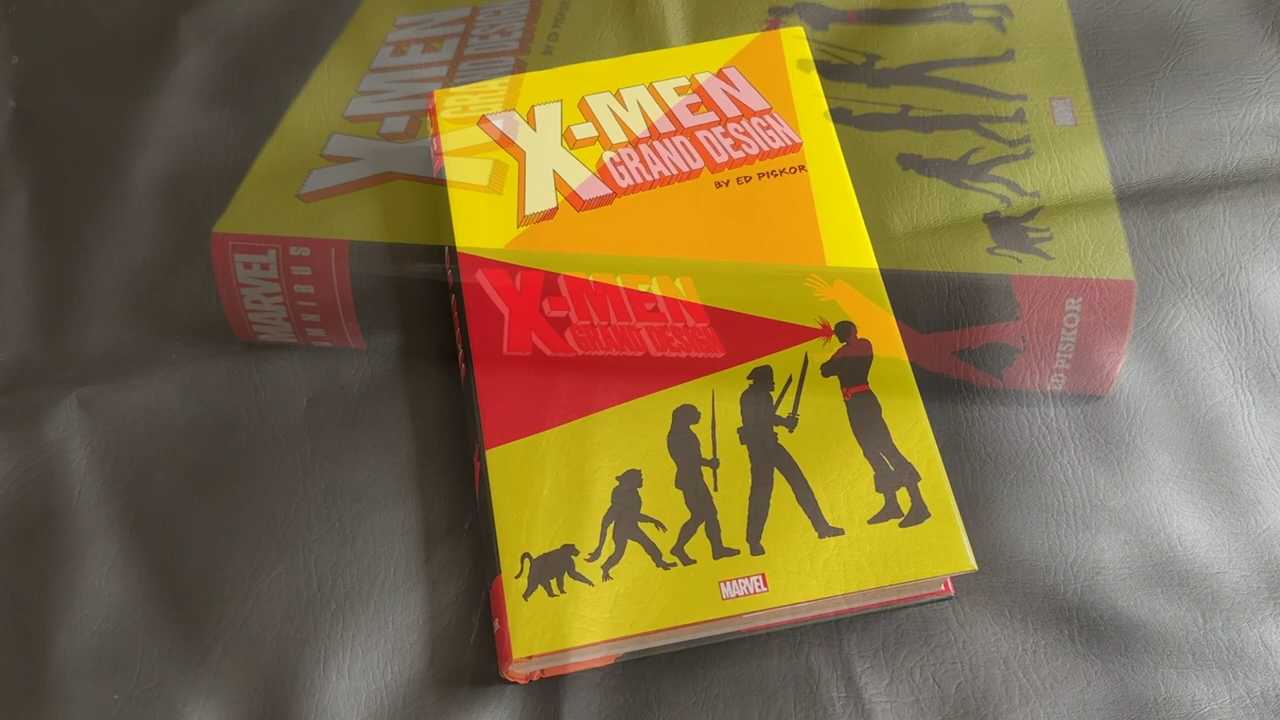 X-MEN
GRAND DESIGN
BY ED PISKOR
MARVEL
X-MEN
GRAND DESIGN
BY ED PISKOR
MARVEL
OMNIBUS
X-MEN
GRAND DESIGN
ED PISKOR